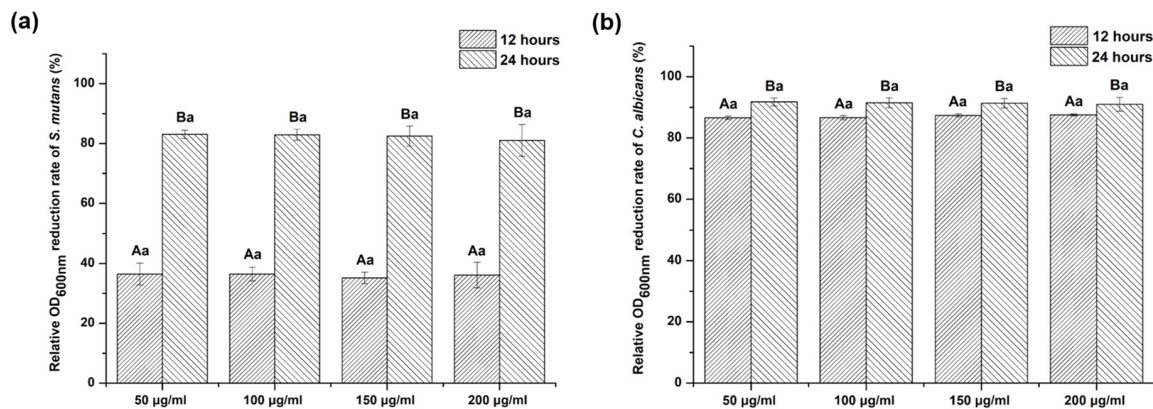 (a)
12 hours
24 hours
Relative OD600nm reduction rate of S. mutans (%)
100
80
60
40
20
0
Aa
Ba
Aa
Ba
Aa
Ba
Aa
Ba
50 µg/ml
100 µg/ml
150 µg/ml
200 µg/ml
(b)
12 hours
24 hours
Relative OD600nm reduction rate of C. albicans (%)
100
80
60
40
20
0
Aa
Ba
Aa
Ba
Aa
Ba
Aa
Ba
50 µg/ml
100 µg/ml
150 µg/ml
200 µg/ml